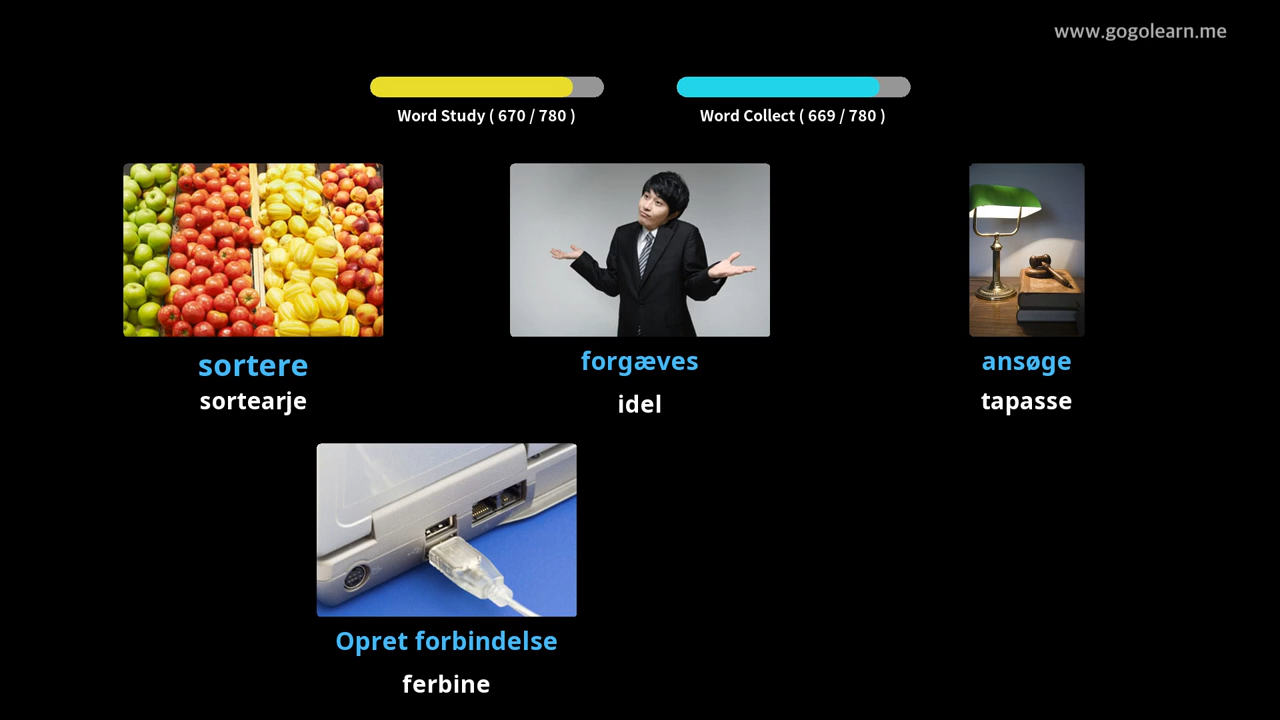 www.gogolearn.me
Word Study ( 670 / 780 )
Word Collect ( 669 / 780 )
sortere
sortearje
forgæves
idel
ansøge
tapasse
Opret forbindelse
ferbine